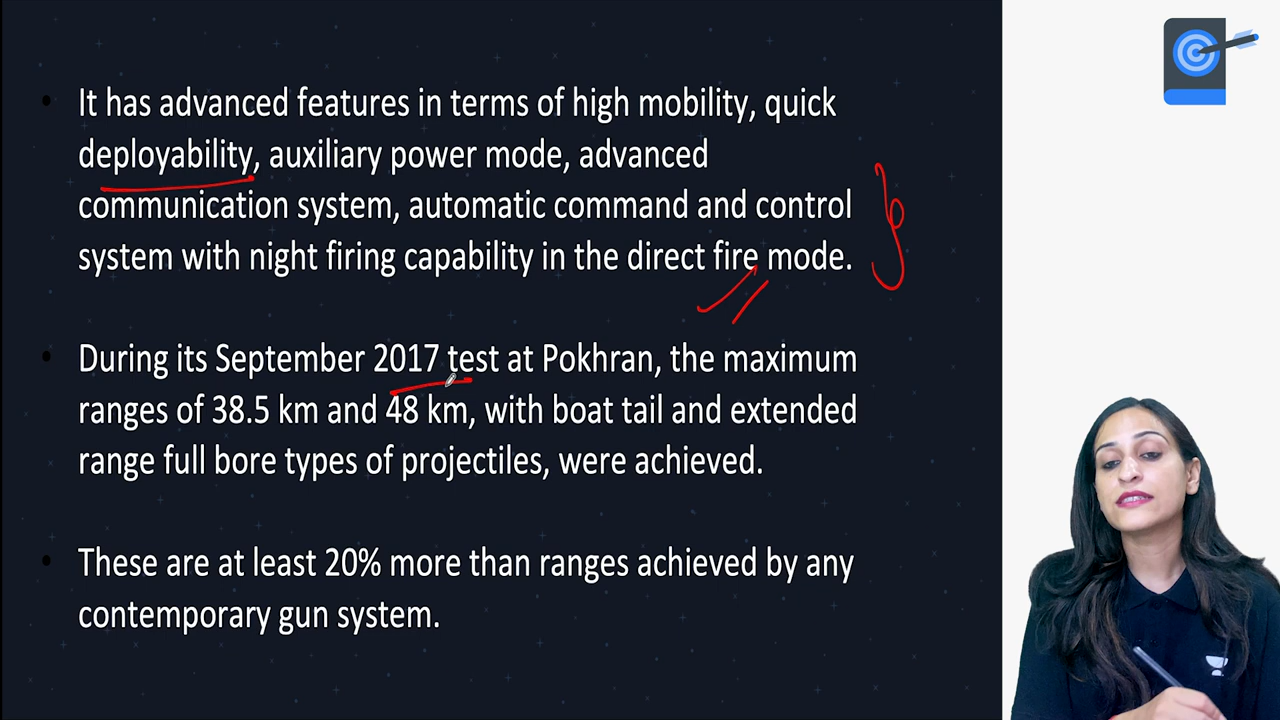 It has advanced features in terms of high mobility, quick
deployability, auxiliary power mode, advanced
communication system, automatic command and control
system with night firing capability in the direct fire mode.
During its September 2017 test at Pokhran, the maximum
ranges of 38.5 km and 48 km, with boat tail and extended
range full bore types of projectiles, were achieved.
These are at least 20% more than ranges achieved by any
contemporary gun system.